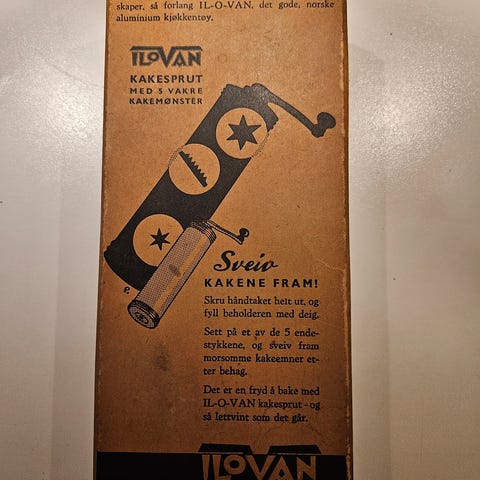 skaper, så forlang IL-O-VAN, det gode, norske
aluminium kjøkkentøy.
ILOVAN
KAKESPRUT
MED 5 VAKRE
KAKEMØNSTER
Sveiv
KAKENE FRAM!
Skru håndtaket helt ut, og
fyll beholderen med deig.
Sett på et av de 5 ende-
stykkene, og sveiv fram
morsomme kakeemner et-
ter behag.
Det er en fryd å bake med
IL-O-VAN kakesprut - og
så lettvint som det går.
ILOVAN